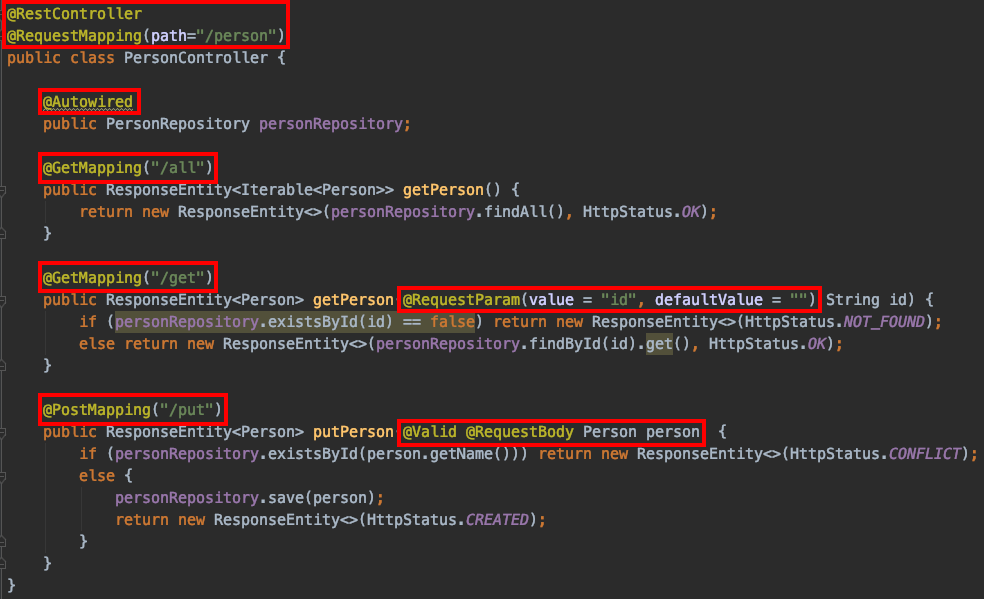 @RestController
@RequestMapping(path="/person")
public class PersonController {
@Autowired
public PersonRepository personRepository;
@GetMapping("/all")
public ResponseEntity<Iterable<Person>> getPerson() {
return new ResponseEntity<>(personRepository.findAll(), HttpStatus.OK);
}
@GetMapping("/get")
public ResponseEntity<Person> getPerson @RequestParam(value = "id", defaultValue = "") String id) {
if (personRepository.existsById(id) == false) return new ResponseEntity<>(HttpStatus.NOT_FOUND);
else return new ResponseEntity<>(personRepository.findById(id).get(), HttpStatus.OK);
}
@PostMapping("/put")
public ResponseEntity<Person> putPerson @Valid @RequestBody Person person {
if (personRepository.existsById(person.getName())) return new ResponseEntity<>(HttpStatus.CONFLICT);
else {
personRepository.save(person);
return new ResponseEntity<>(HttpStatus.CREATED);
}
}
}